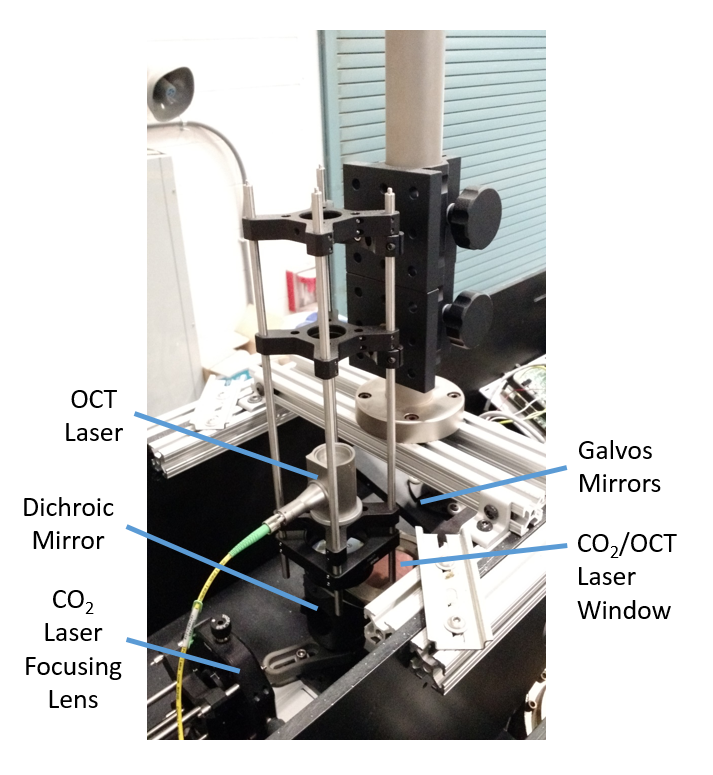 OCT
Laser
Dichroic
Mirror
CO₂
Laser
Focusing
Lens
Galvos
Mirrors
CO₂/OCT
Laser
Window